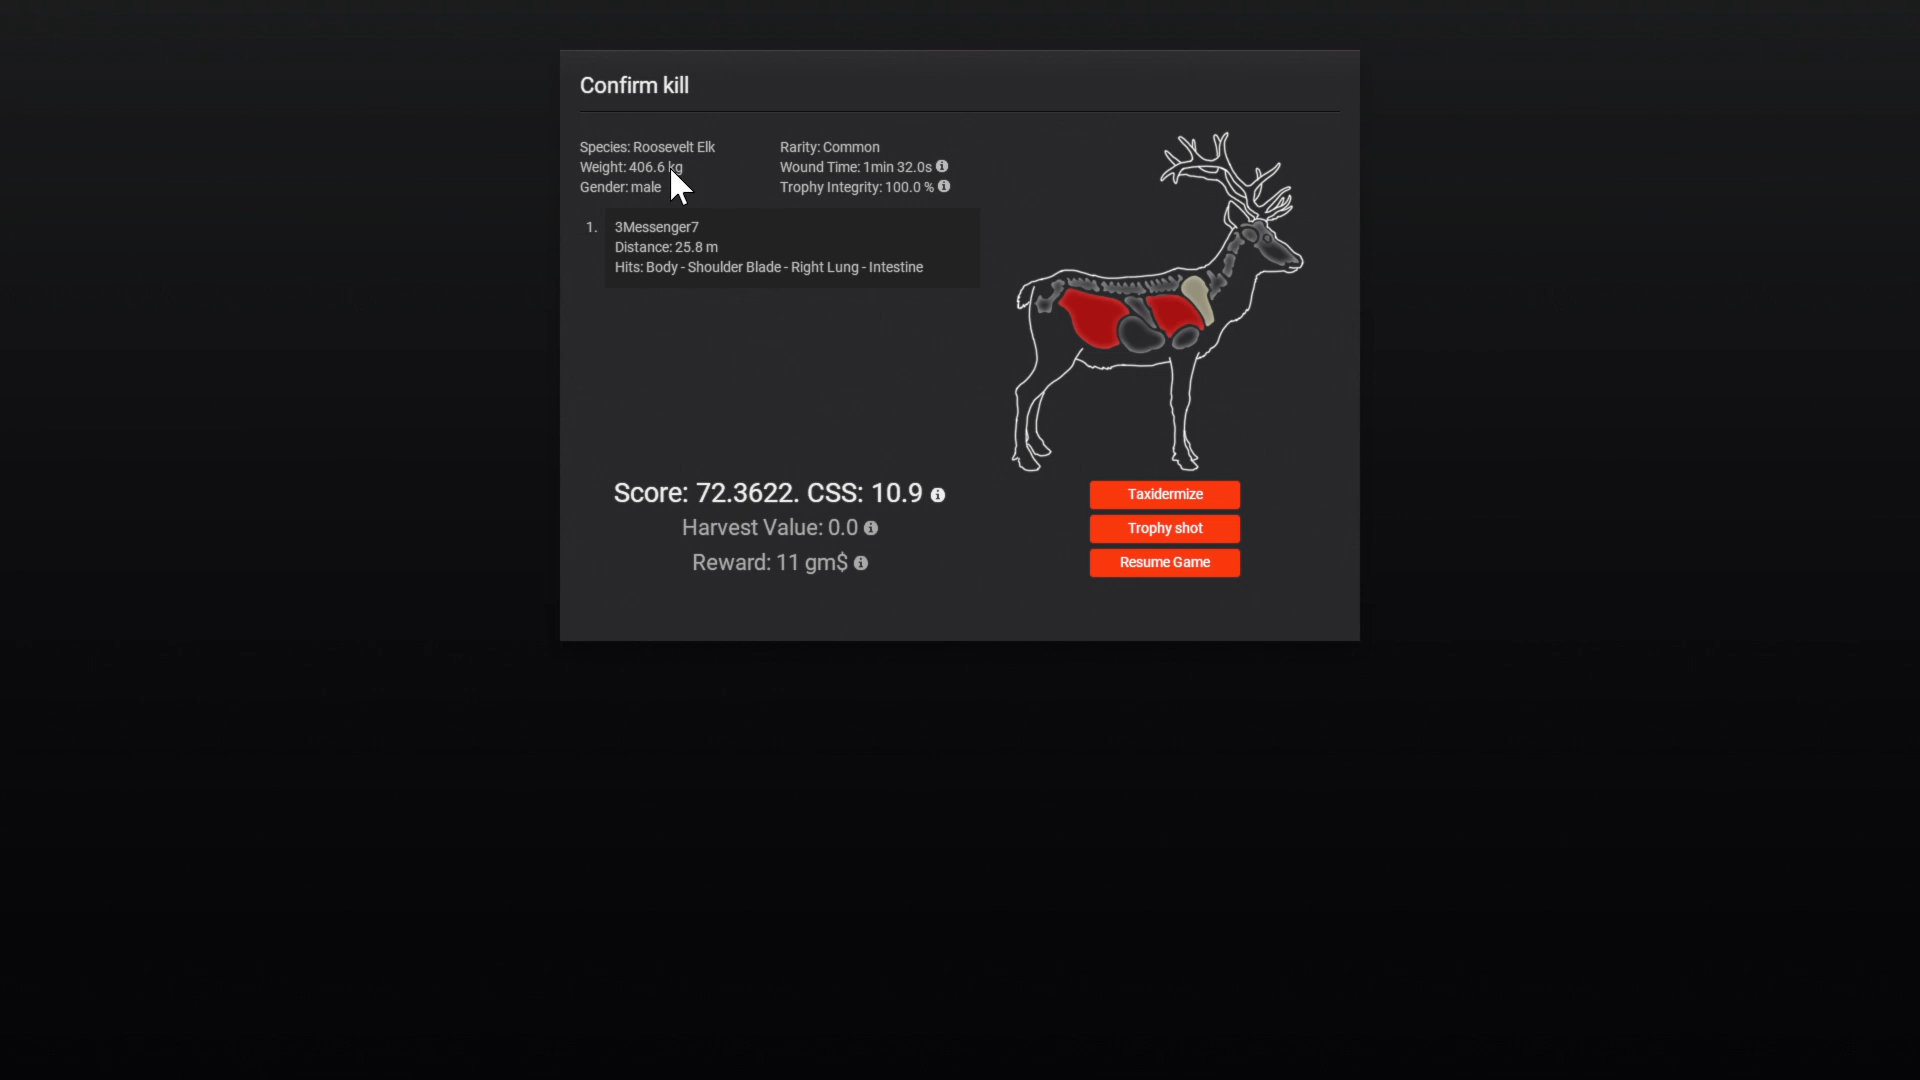 Confirm kill
Species: Roosevelt Elk
Weight: 406.6 kg
Gender: male
Rarity: Common
Wound Time: 1min 32.0s
Trophy Integrity: 100.0 %
1. 3Messenger7
Distance: 25.8 m
Hits: Body - Shoulder Blade - Right Lung - Intestine
Score: 72.3622. CSS: 10.9
Harvest Value: 0.0
Reward: 11 gm$
Taxidermize
Trophy shot
Resume Game